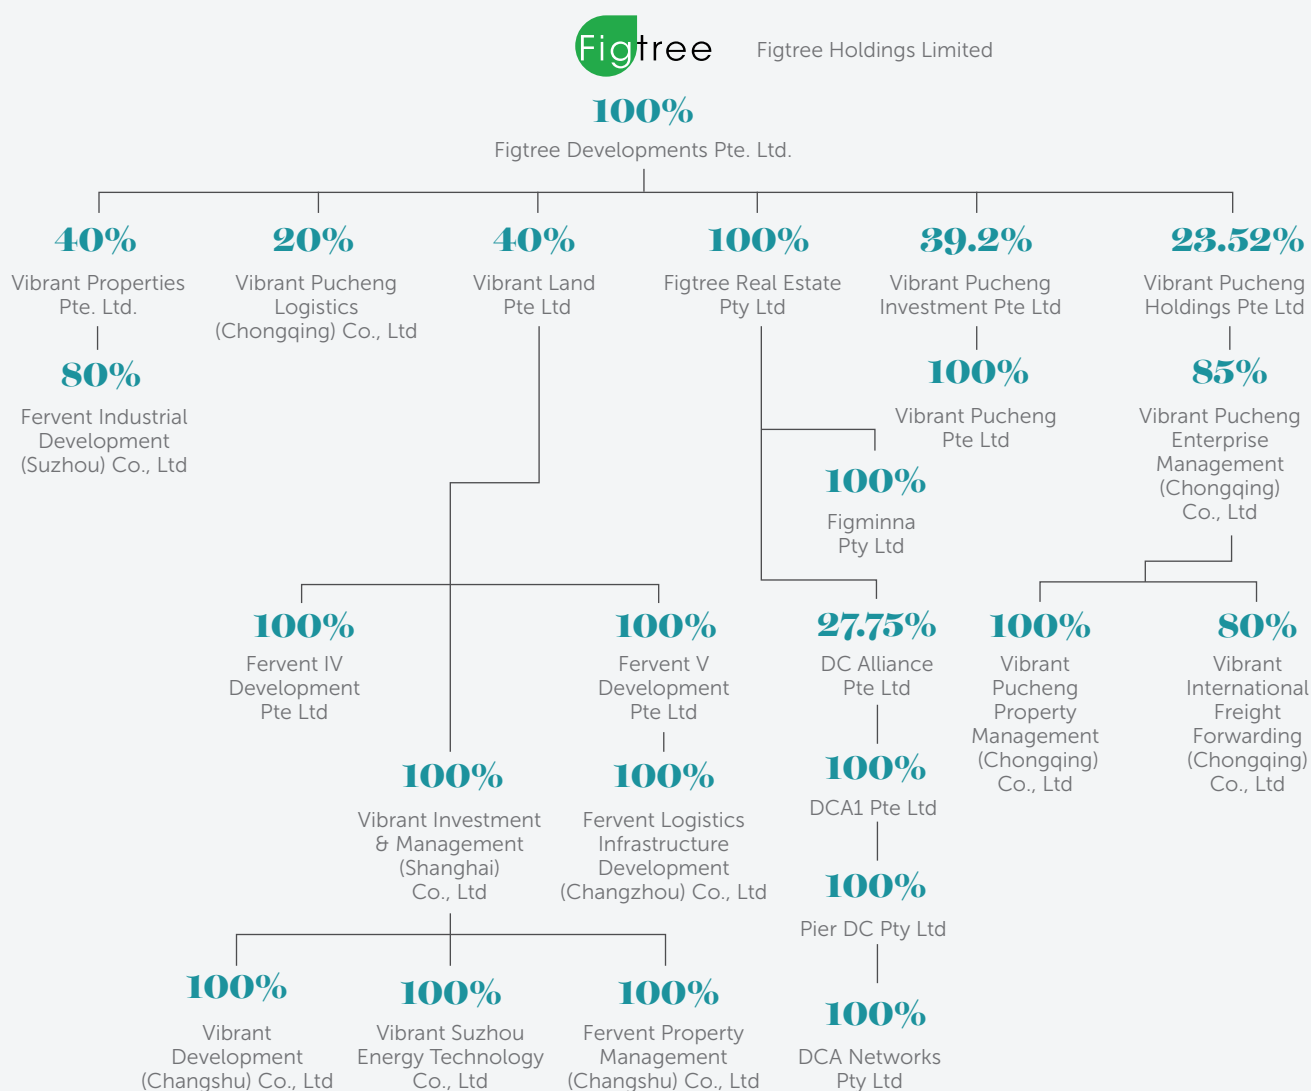 Figtree
Figtree Holdings Limited
100%
Figtree Developments Pte. Ltd.
40%
Vibrant Properties
Pte. Ltd.
80%
Fervent Industrial
Development
(Suzhou) Co., Ltd
20%
Vibrant Pucheng
Logistics
(Chongqing) Co., Ltd
40%
Vibrant Land
Pte Ltd
100%
Fervent IV
Development
Pte Ltd
100%
Vibrant Investment
& Management
(Shanghai)
Co., Ltd
100%
Vibrant
Development
(Changshu) Co., Ltd
100%
Vibrant Suzhou
Energy Technology
Co., Ltd
100%
Fervent Property
Management
(Changshu) Co., Ltd
100%
Fervent V
Development
Pte Ltd
100%
Fervent Logistics
Infrastructure
Development
(Changzhou) Co., Ltd
100%
Figtree Real Estate
Pty Ltd
100%
Figminna
Pty Ltd
27.75%
DC Alliance
Pte Ltd
100%
DCA1 Pte Ltd
100%
Pier DC Pty Ltd
100%
DCA Networks
Pty Ltd
39.2%
Vibrant Pucheng
Investment Pte Ltd
100%
Vibrant Pucheng
Pte Ltd
23.52%
Vibrant Pucheng
Holdings Pte Ltd
85%
Vibrant Pucheng
Enterprise
Management
(Chongqing)
Co., Ltd
100%
Vibrant
Pucheng
Property
Management
(Chongqing)
Co., Ltd
80%
Vibrant
International
Freight
Forwarding
(Chongqing)
Co., Ltd